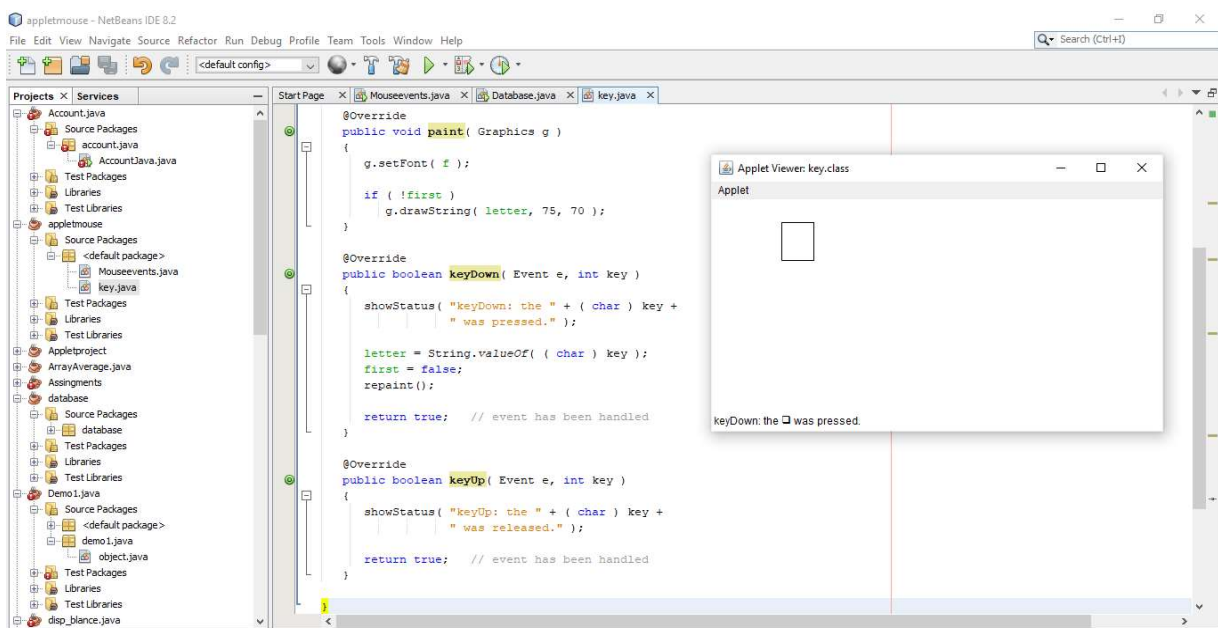 appletmouse - NetBeans IDE 8.2
File Edit View Navigate Source Refactor Run Debug Profile Team Tools Window Help
Search (Ctrl+I)
<default config>
Projects Services
Start Page Mouseevents.java Database.java key.java
Account.java
Source Packages
account.java
AccountJava.java
Test Packages
Libraries
Test Libraries
appletmouse
Source Packages
<default package>
Mouseevents.java
key.java
Test Packages
Libraries
Test Libraries
Appletproject
ArrayAverage.java
Assingments
database
Source Packages
database
Test Packages
Libraries
Test Libraries
Demo1.java
Source Packages
<default package>
demo1.java
object.java
Test Packages
Libraries
Test Libraries
disp_blance.java
@Override
public void paint( Graphics g )
{
g.setFont( f );
if ( !first )
g.drawString( letter, 75, 70 );
}
@Override
public boolean keyDown( Event e, int key )
{
showStatus( "keyDown: the " + ( char ) key +
" was pressed." );
letter = String.valueOf( ( char ) key );
first = false;
repaint();
return true; // event has been handled
}
@Override
public boolean keyUp( Event e, int key )
{
showStatus( "keyUp: the " + ( char ) key +
" was released." );
return true; // event has been handled
}
}
Applet Viewer: key.class
Applet
keyDown: the □ was pressed.